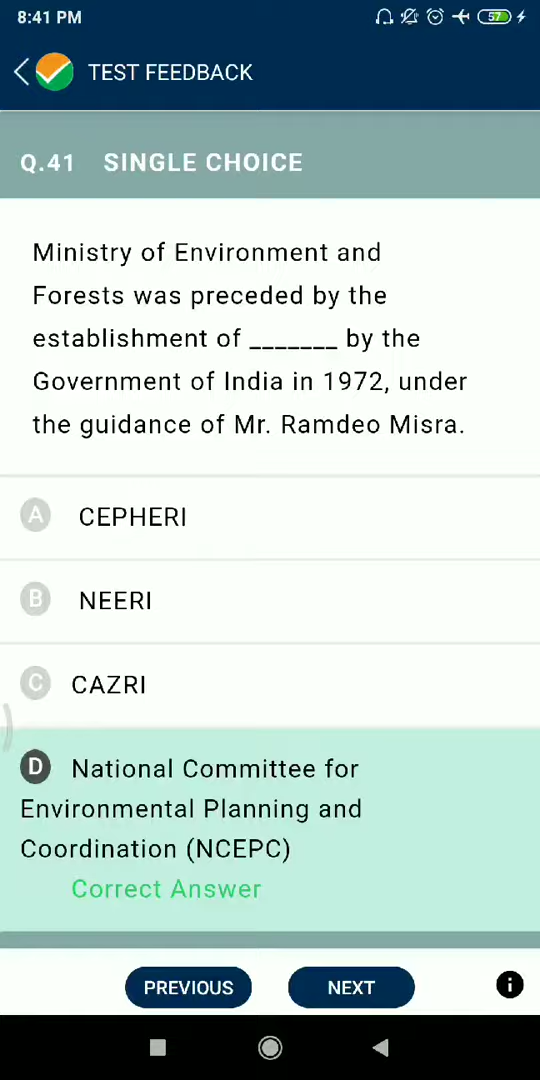 8:41 PM
57
TEST FEEDBACK
Q.41 SINGLE CHOICE
Ministry of Environment and
Forests was preceded by the
establishment of _______ by the
Government of India in 1972, under
the guidance of Mr. Ramdeo Misra.
A CEPHERI
B NEERI
C CAZRI
D National Committee for
Environmental Planning and
Coordination (NCEPC)
Correct Answer
PREVIOUS NEXT